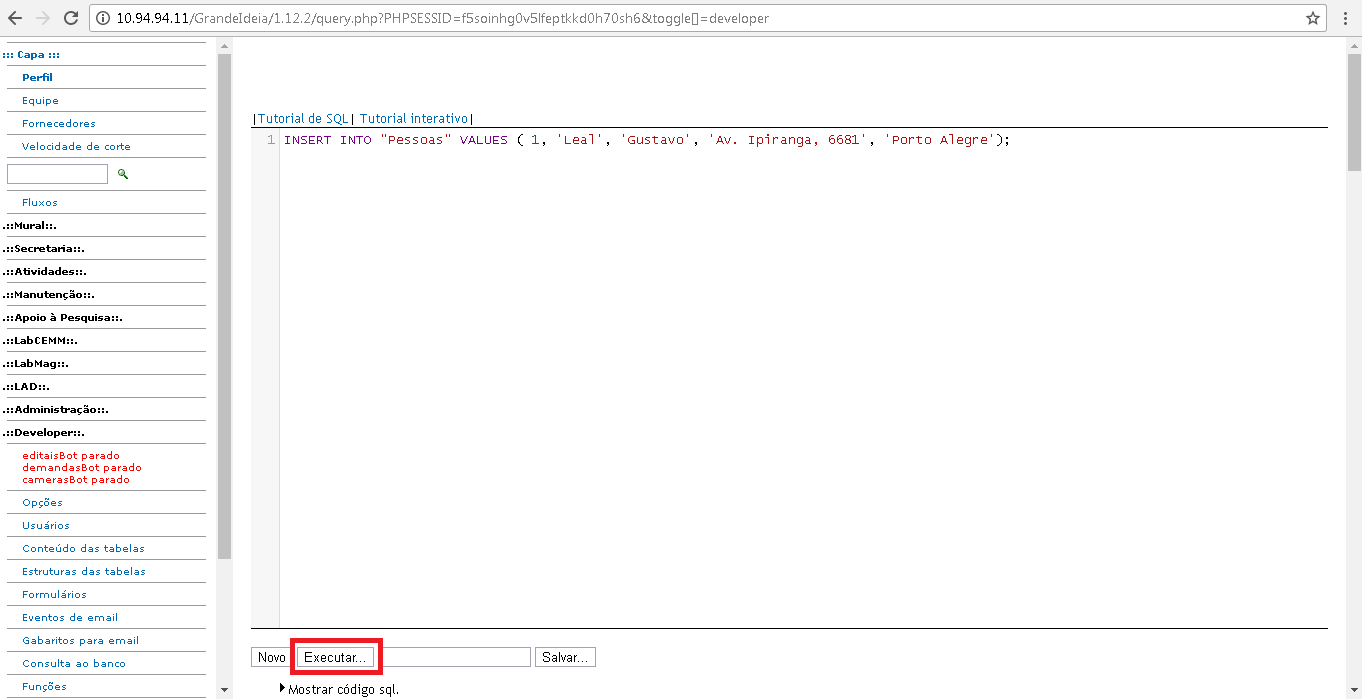 10.94.94.11/GrandeIdeia/1.12.2/query.php?PHPSESSID=f5soinhg0v5lfeptkkd0h70sh6&toggle[]=developer
::: Capa :::
Perfil
Equipe
Fornecedores
Velocidade de corte
Fluxos
.::Mural::.
.::Secretaria::.
.::Atividades::.
.::Manutenção::.
.::Apoio à Pesquisa::.
.::LabCEMM::.
.::LabMag::.
.::LAD::.
.::Administração::.
.::Developer::.
editaisBot parado
demandasBot parado
camerasBot parado
Opções
Usuários
Conteúdo das tabelas
Estruturas das tabelas
Formulários
Eventos de email
Gabaritos para email
Consulta ao banco
Funções
|Tutorial de SQL| Tutorial interativo|
1 INSERT INTO "Pessoas" VALUES ( 1, 'Leal', 'Gustavo', 'Av. Ipiranga, 6681', 'Porto Alegre');
Novo Executar... Salvar...
Mostrar código sql.